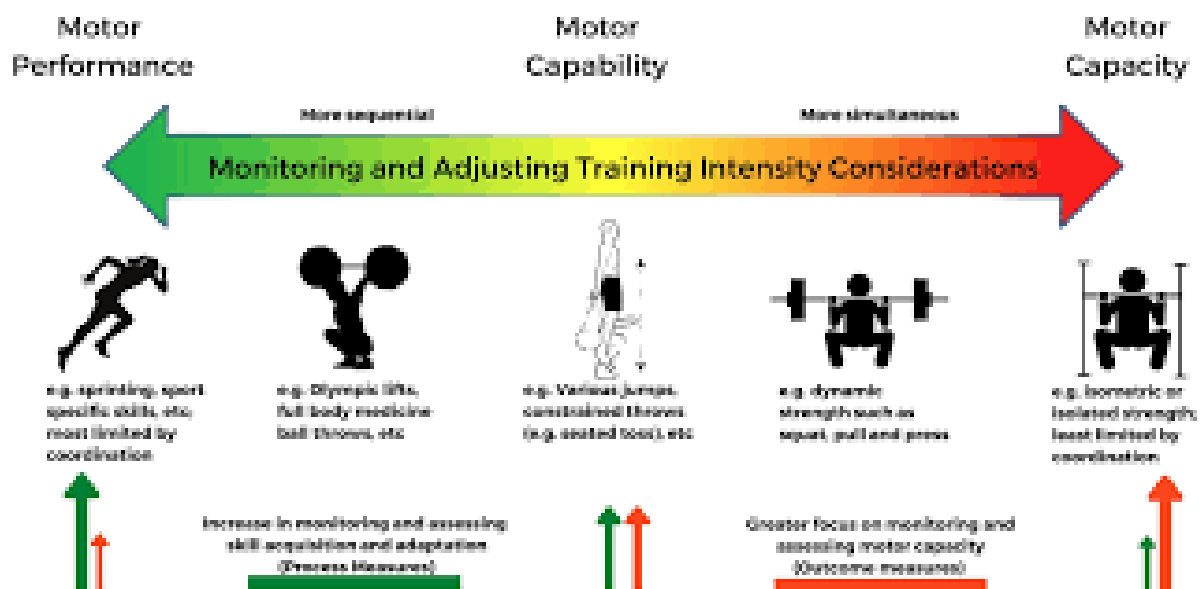 Motor
Performance
Motor
Capability
Motor
Capacity
More sequential
More simultaneous
Monitoring and Adjusting Training Intensity Considerations
e.g. sprinting, sport
specific skills, etc;
most limited by
coordination
e.g. Olympic lifts,
full body medicine
ball throws, etc
e.g. Various jumps,
constrained throws
(e.g. seated toss), etc
e.g. dynamic
strength such as
squat, pull and press
e.g. isometric or
isolated strength;
least limited by
coordination
Increase in monitoring and assessing
skill acquisition and adaptation
(Process Measures)
Greater focus on monitoring and
assessing motor capacity
(Outcome measures)